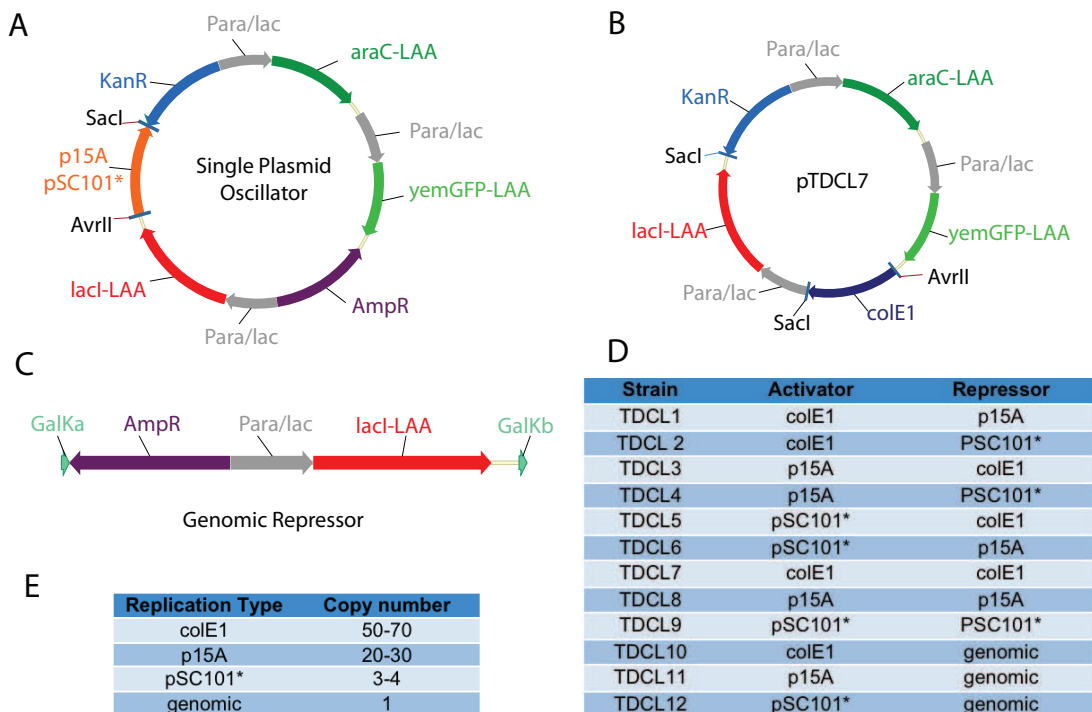 A
Para/lac
araC-LAA
KanR
SacI
Para/lac
p15A
pSC101*
Single Plasmid
Oscillator
yemGFP-LAA
AvrII
lacI-LAA
AmpR
Para/lac
B
Para/lac
araC-LAA
KanR
SacI
Para/lac
pTDCL7
lacI-LAA
yemGFP-LAA
AvrII
Para/lac
SacI
colE1
C
GalKa
AmpR
Para/lac
lacI-LAA
GalKb
Genomic Repressor
D
Strain Activator Repressor
TDCL1 colE1 p15A
TDCL 2 colE1 PSC101*
TDCL3 p15A colE1
TDCL4 p15A PSC101*
TDCL5 pSC101* colE1
TDCL6 pSC101* p15A
TDCL7 colE1 colE1
TDCL8 p15A p15A
TDCL9 pSC101* PSC101*
TDCL10 colE1 genomic
TDCL11 p15A genomic
TDCL12 pSC101* genomic
E
Replication Type Copy number
colE1 50-70
p15A 20-30
pSC101* 3-4
genomic 1